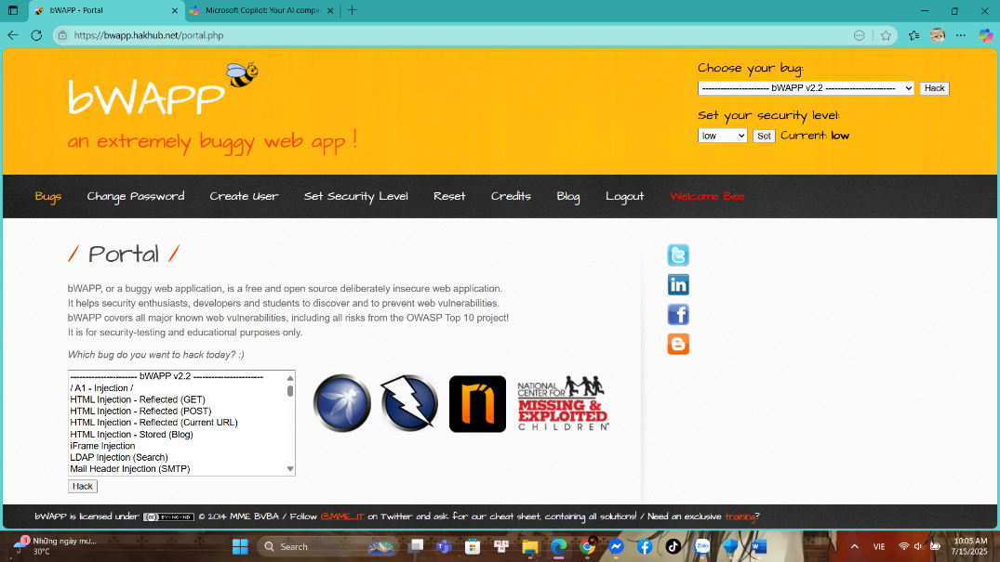 bWAPP - Portal
Microsoft Copilot: Your AI compa
https://bwapp.hakhub.net/portal.php
bWAPP
an extremely buggy web app !
Choose your bug:
---------------------- bWAPP v2.2 -----------------------
Hack
Set your security level:
low
Set
Current: low
Bugs
Change Password
Create User
Set Security Level
Reset
Credits
Blog
Logout
Welcome Bee
/ Portal /
bWAPP, or a buggy web application, is a free and open source deliberately insecure web application.
It helps security enthusiasts, developers and students to discover and to prevent web vulnerabilities.
bWAPP covers all major known web vulnerabilities, including all risks from the OWASP Top 10 project!
It is for security-testing and educational purposes only.
Which bug do you want to hack today? :)
---------------------- bWAPP v2.2 -----------------------
/ A1 - Injection /
HTML Injection - Reflected (GET)
HTML Injection - Reflected (POST)
HTML Injection - Reflected (Current URL)
HTML Injection - Stored (Blog)
iFrame Injection
LDAP Injection (Search)
Mail Header Injection (SMTP)
NATIONAL
CENTER FOR
MISSING &
EXPLOITED
CHILDREN
Hack
bWAPP is licensed under (cc) BY-NC-ND © 2014 MME BVBA / Follow @MME_IT on Twitter and ask for our cheat sheet, containing all solutions! / Need an exclusive training?
3
Những ngày mư...
30°C
Search
Zalo
VIE
10:05 AM
7/15/2025